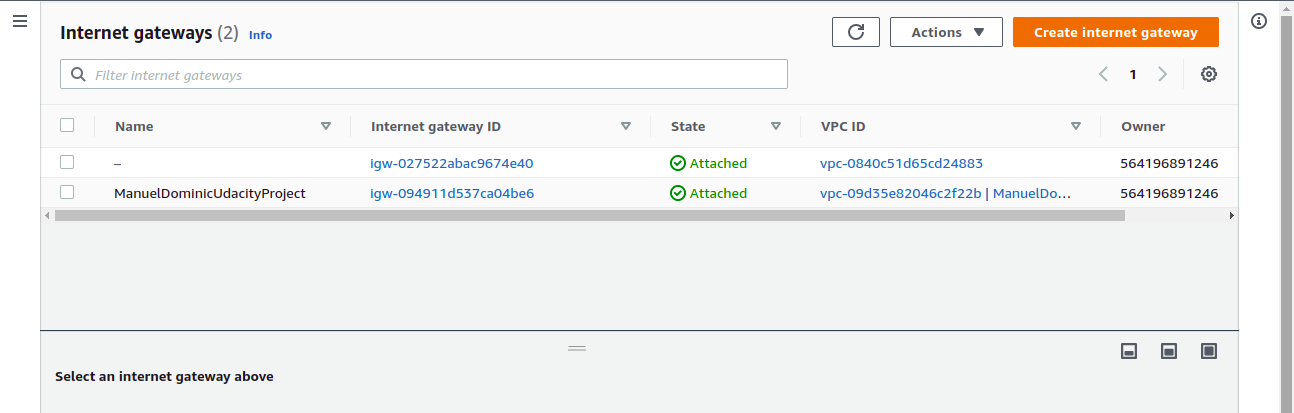 Internet gateways (2) Info
Actions
Create internet gateway
Filter Internet gateways
1
Name Internet gateway ID State VPC ID Owner
– igw-027522abac9674e40 Attached vpc-0840c51d65cd24883 564196891246
ManuelDominicUdacityProject igw-094911d537ca04be6 Attached vpc-09d35e82046c2f22b | ManuelDo... 564196891246
Select an internet gateway above